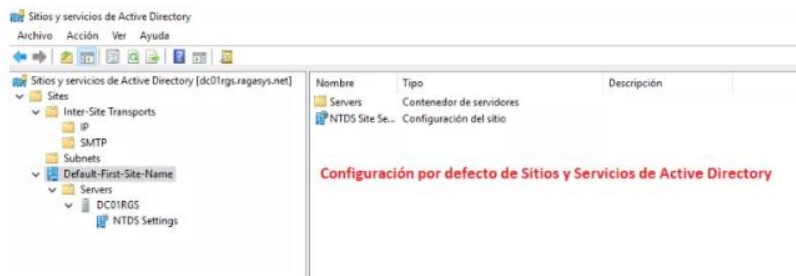 Sitios y servicios de Active Directory
Archivo Acción Ver Ayuda
Sitios y servicios de Active Directory [dc01rgs.ragasys.net]
Sites
Inter-Site Transports
IP
SMTP
Subnets
Default-First-Site-Name
Servers
DC01RGS
NTDS Settings
Nombre Tipo Descripción
Servers Contenedor de servidores
NTDS Site Se... Configuración del sitio
Configuración por defecto de Sitios y Servicios de Active Directory